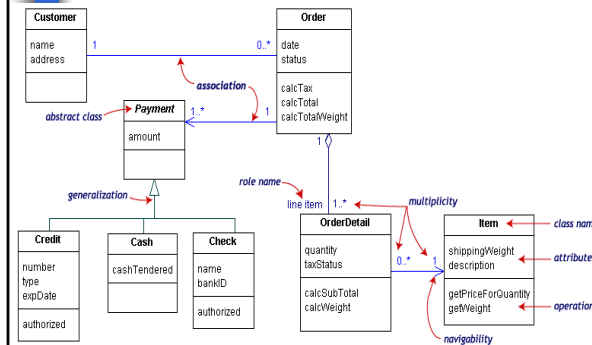 Customer
name
address
1
0..*
Order
date
status
calcTax
calcTotal
calcTotalWeight
association
abstract class
Payment
amount
1..*
1
1
generalization
role name
line item
1..*
multiplicity
Credit
number
type
expDate
authorized
Cash
cashTendered
Check
name
bankID
authorized
OrderDetail
quantity
taxStatus
calcSubTotal
calcWeight
0..*
1
Item
shippingWeight
description
getPriceForQuantity
getWeight
class nam
attribute
operation
navigability